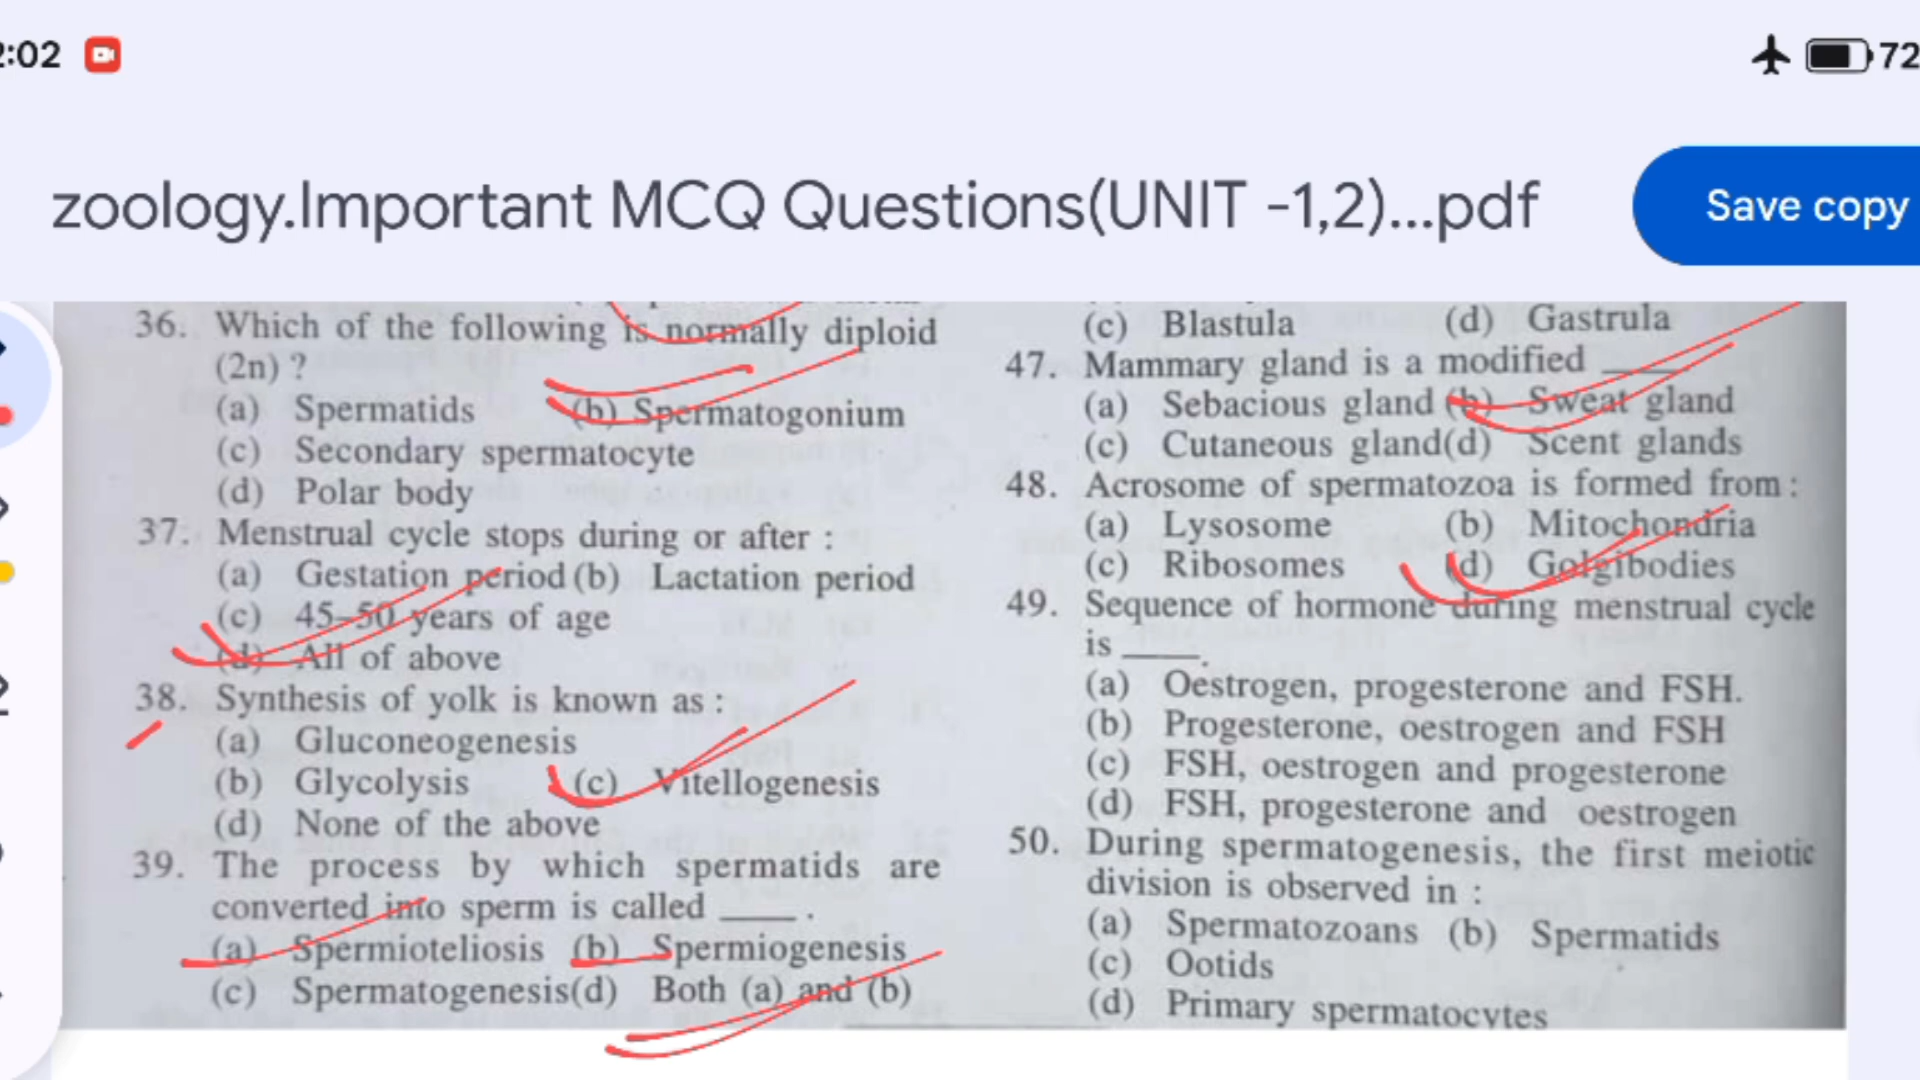 2:02
72
zoology.Important MCQ Questions(UNIT -1,2)...pdf
Save copy
36. Which of the following is normally diploid
(2n) ?
(a) Spermatids (b) Spermatogonium
(c) Secondary spermatocyte
(d) Polar body
37. Menstrual cycle stops during or after :
(a) Gestation period (b) Lactation period
(c) 45–50 years of age
(d) All of above
38. Synthesis of yolk is known as :
(a) Gluconeogenesis
(b) Glycolysis (c) Vitellogenesis
(d) None of the above
39. The process by which spermatids are
converted into sperm is called ____ .
(a) Spermioteliosis (b) Spermiogenesis
(c) Spermatogenesis(d) Both (a) and (b)
(c) Blastula (d) Gastrula
47. Mammary gland is a modified ____.
(a) Sebacious gland (b) Sweat gland
(c) Cutaneous gland(d) Scent glands
48. Acrosome of spermatozoa is formed from :
(a) Lysosome (b) Mitochondria
(c) Ribosomes (d) Golgibodies
49. Sequence of hormone during menstrual cycle
is ____.
(a) Oestrogen, progesterone and FSH.
(b) Progesterone, oestrogen and FSH
(c) FSH, oestrogen and progesterone
(d) FSH, progesterone and oestrogen
50. During spermatogenesis, the first meiotic
division is observed in :
(a) Spermatozoans (b) Spermatids
(c) Ootids
(d) Primary spermatocytes